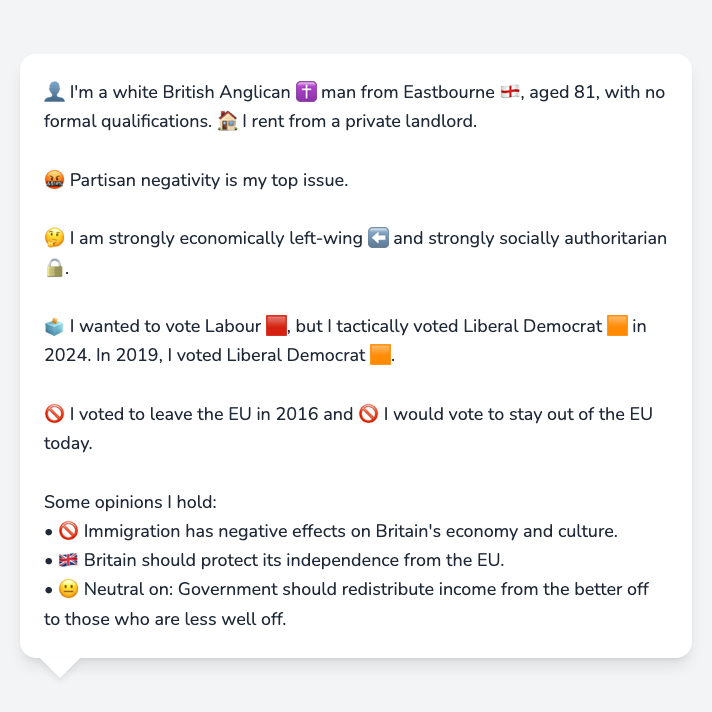 👤 I'm a white British Anglican ✝️ man from Eastbourne 🏴󠁧󠁢󠁥󠁮󠁧󠁿, aged 81, with no
formal qualifications. 🏠 I rent from a private landlord.
🤬 Partisan negativity is my top issue.
🤔 I am strongly economically left-wing ⬅️ and strongly socially authoritarian
🔒.
🗳️ I wanted to vote Labour 🟥, but I tactically voted Liberal Democrat 🟧 in
2024. In 2019, I voted Liberal Democrat 🟧.
🚫 I voted to leave the EU in 2016 and 🚫 I would vote to stay out of the EU
today.
Some opinions I hold:
• 🚫 Immigration has negative effects on Britain's economy and culture.
• 🇬🇧 Britain should protect its independence from the EU.
• 😐 Neutral on: Government should redistribute income from the better off
to those who are less well off.